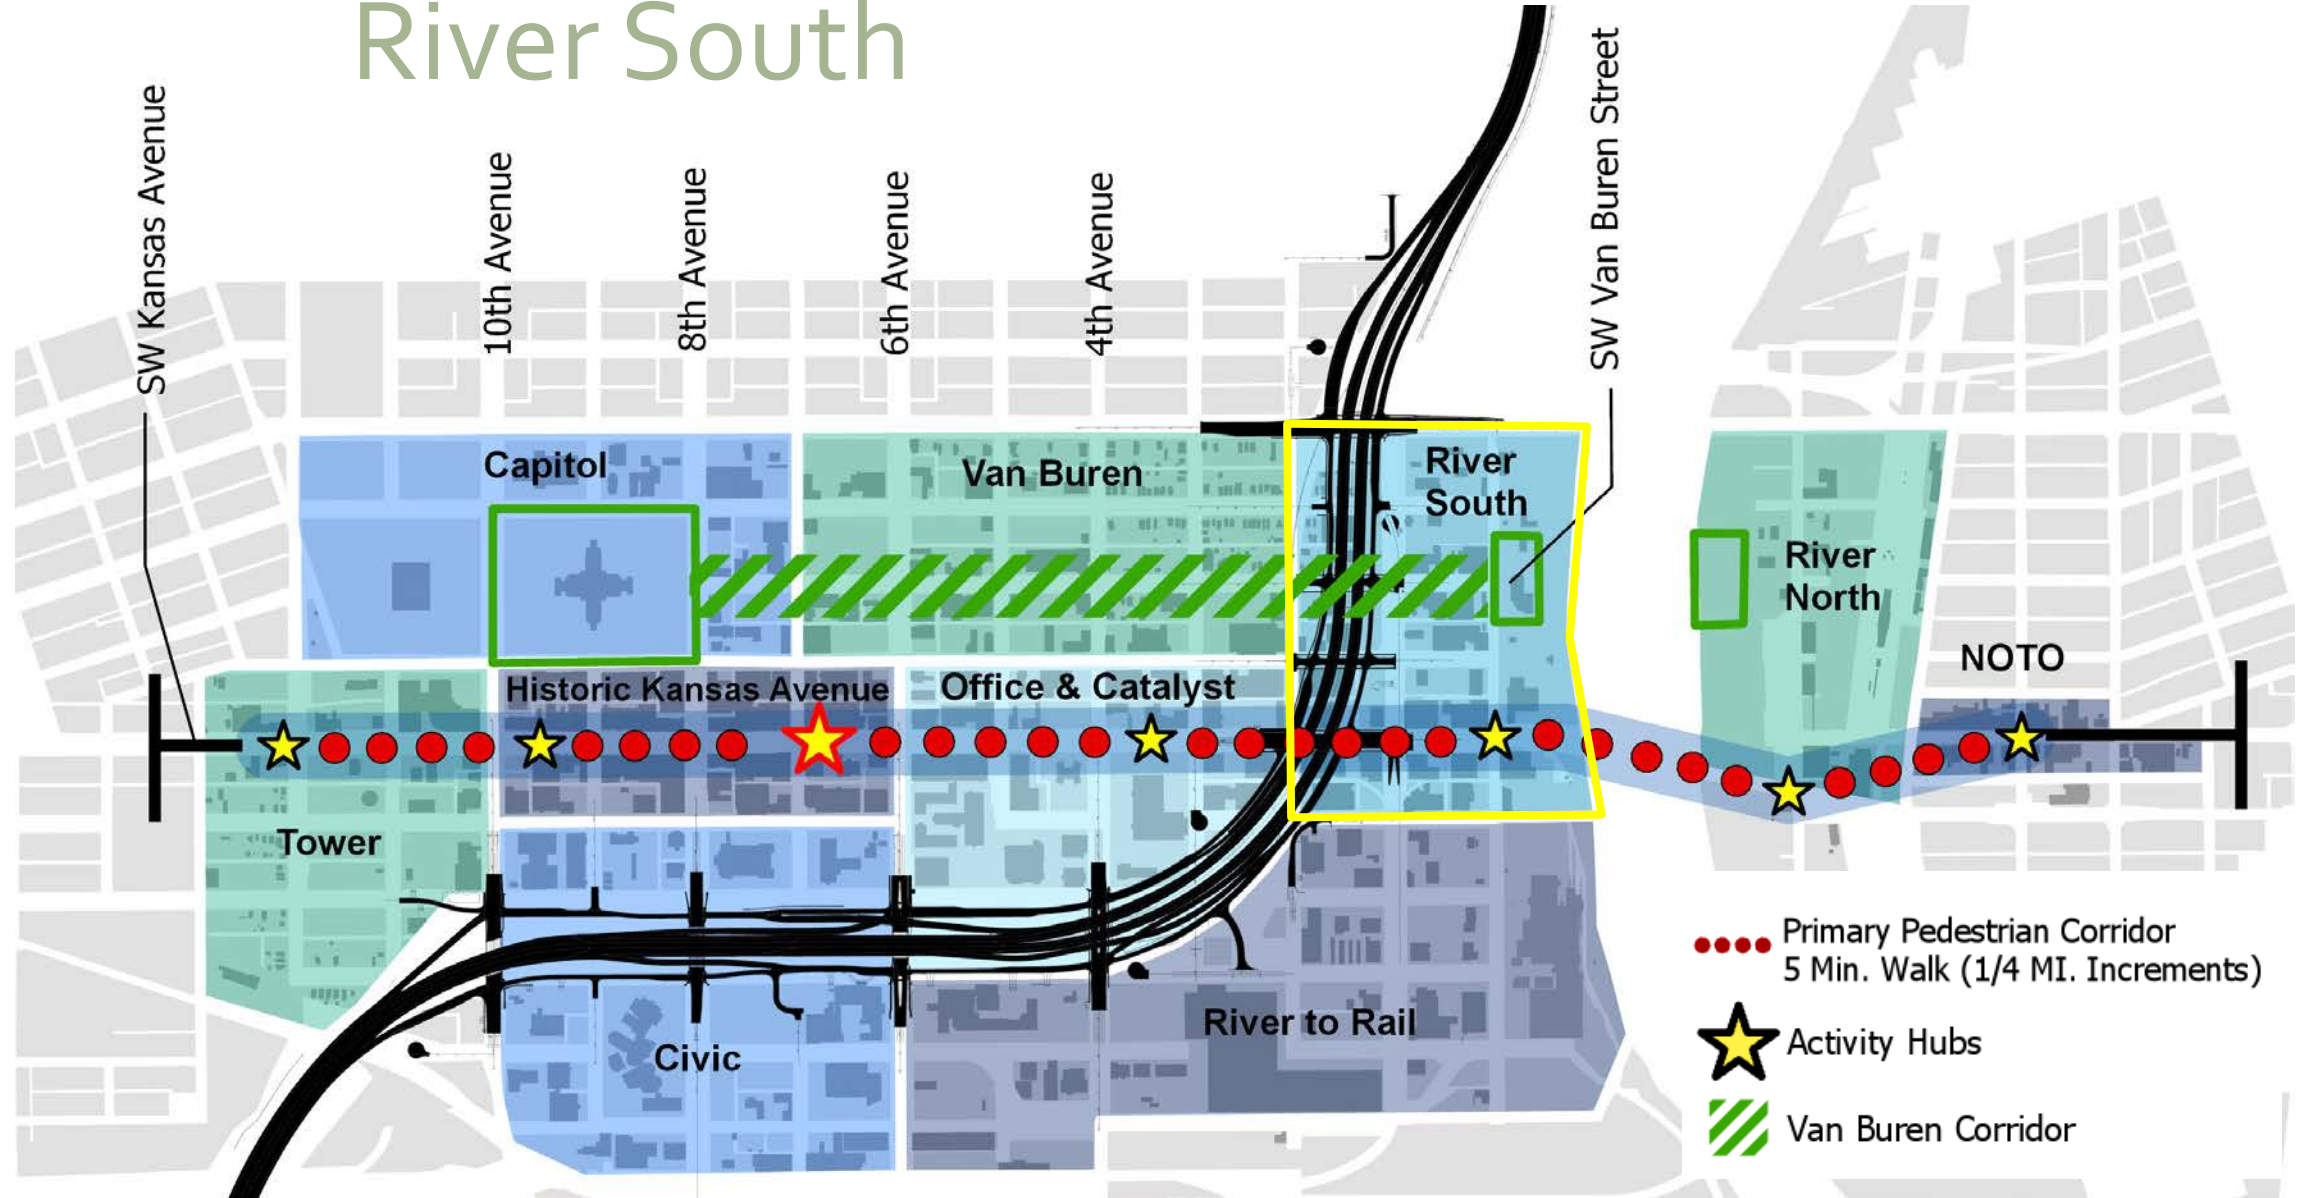 River South
SW Kansas Avenue
10th Avenue
8th Avenue
6th Avenue
4th Avenue
SW Van Buren Street
Capitol
Van Buren
River
South
River
North
NOTO
Historic Kansas Avenue
Office & Catalyst
Tower
Civic
River to Rail
Primary Pedestrian Corridor
5 Min. Walk (1/4 MI. Increments)
Activity Hubs
Van Buren Corridor